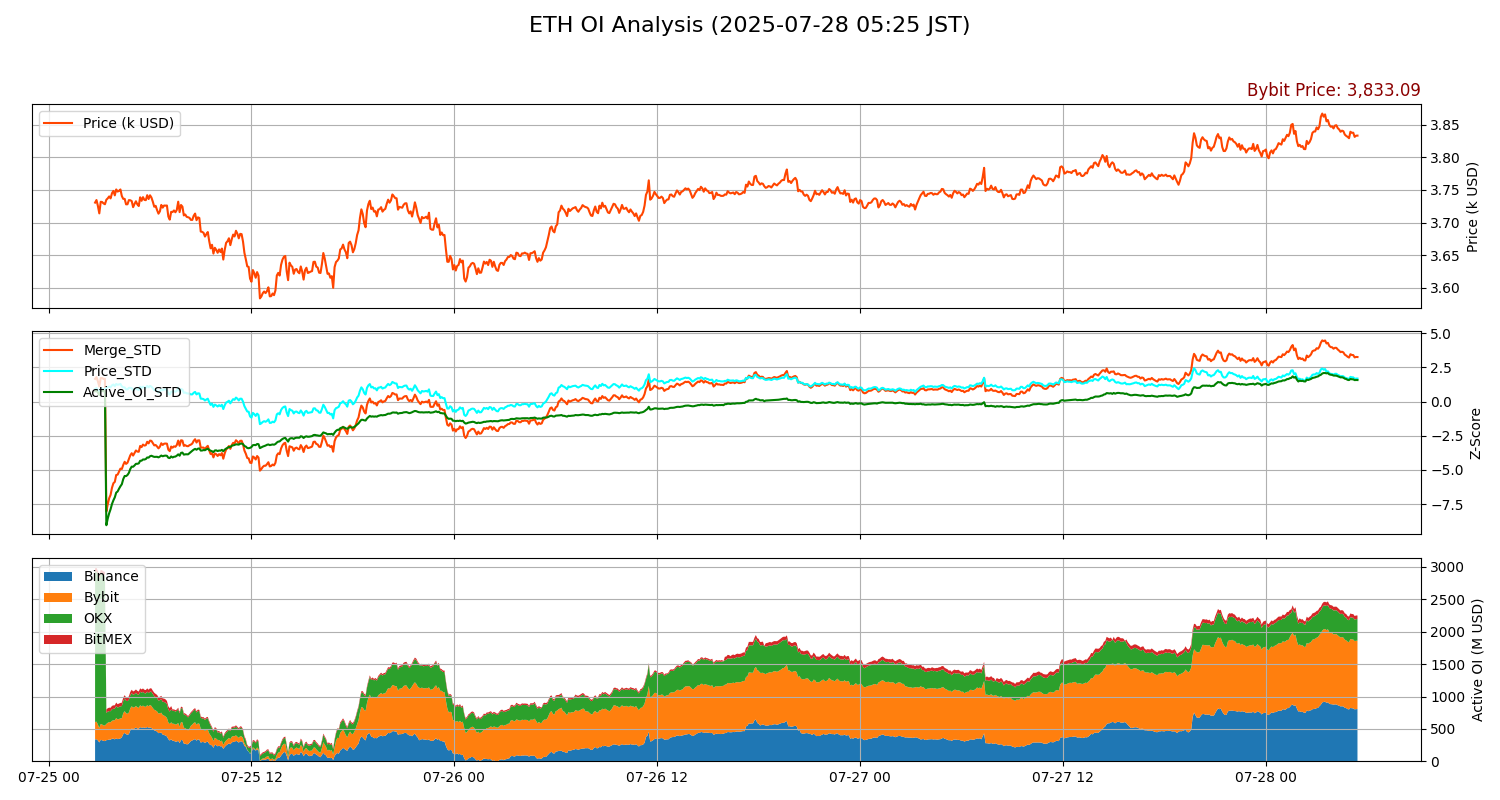 ETH OI Analysis (2025-07-28 05:25 JST)
Bybit Price: 3,833.09
Price (k USD)
3.85
3.80
3.75
3.70
3.65
3.60
Price (k USD)
Merge_STD
Price_STD
Active_OI_STD
5.0
2.5
0.0
−2.5
−5.0
−7.5
Z-Score
Binance
Bybit
OKX
BitMEX
3000
2500
2000
1500
1000
500
0
Active OI (M USD)
07-25 00
07-25 12
07-26 00
07-26 12
07-27 00
07-27 12
07-28 00